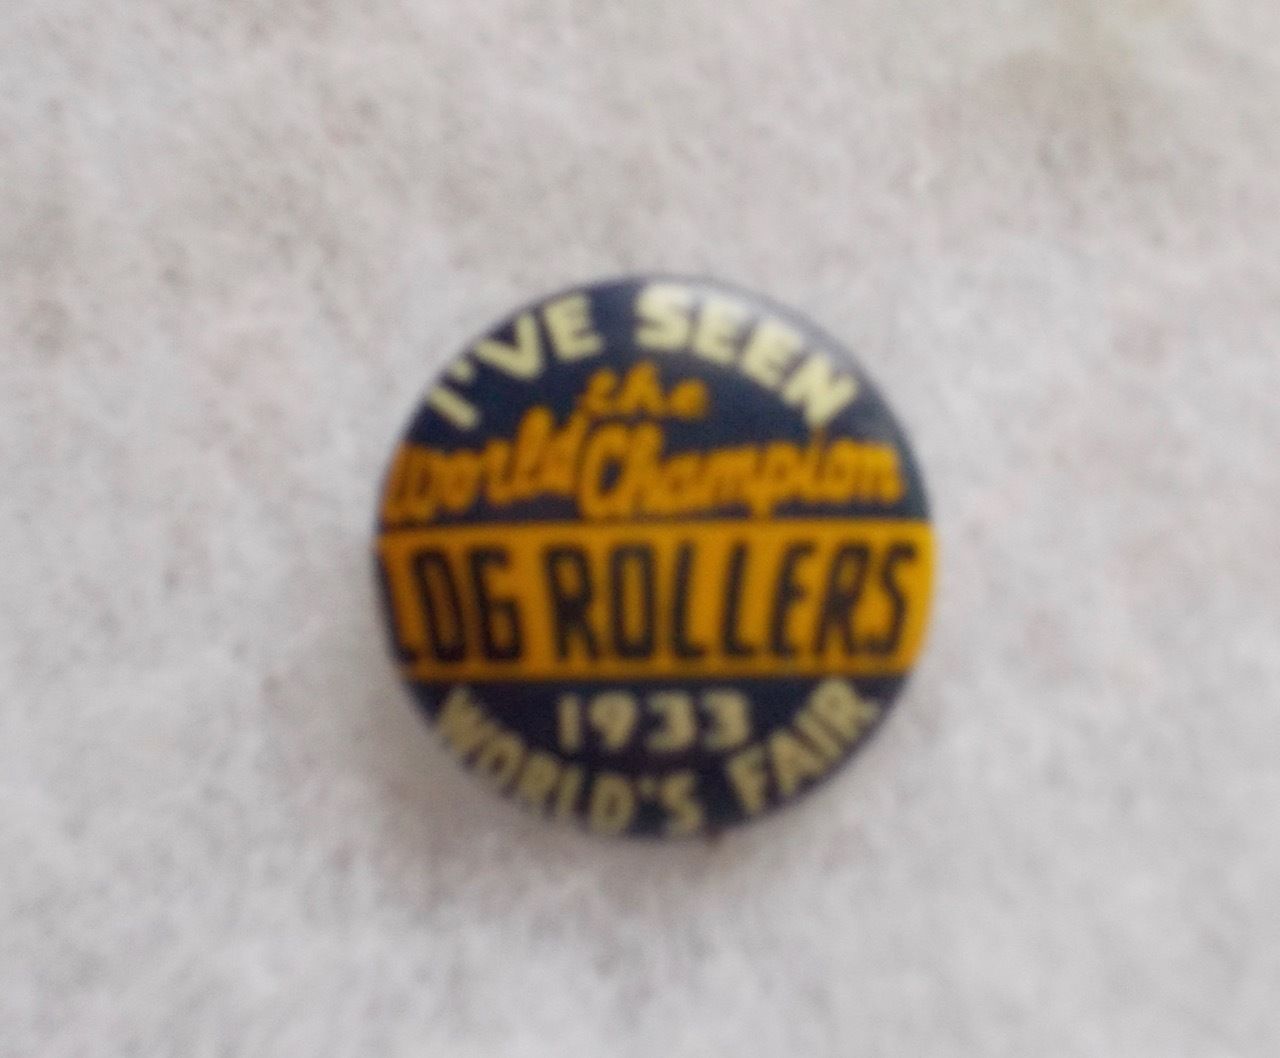 I'VE SEEN
the
World Champion
LOG ROLLERS
1933
WORLD'S FAIR